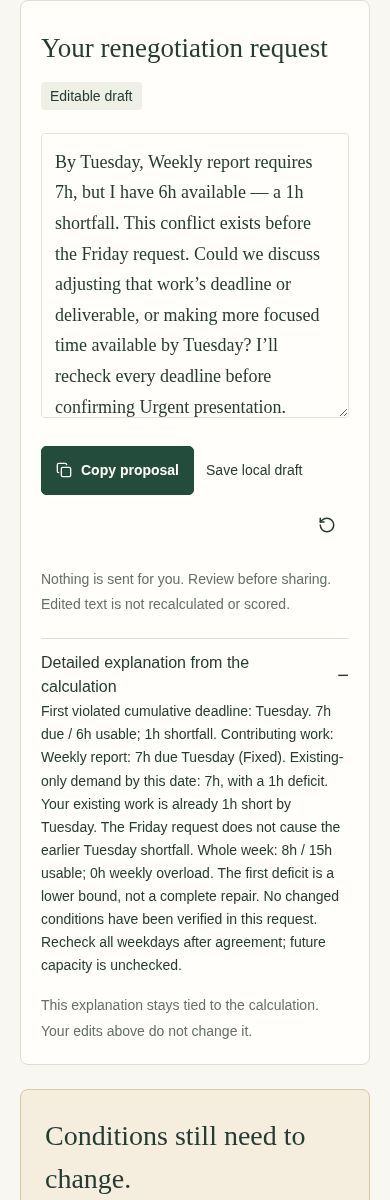 Your renegotiation request
Editable draft
By Tuesday, Weekly report requires
7h, but I have 6h available — a 1h
shortfall. This conflict exists before
the Friday request. Could we discuss
adjusting that work’s deadline or
deliverable, or making more focused
time available by Tuesday? I’ll
recheck every deadline before
confirming Urgent presentation.
Copy proposal
Save local draft
Nothing is sent for you. Review before sharing.
Edited text is not recalculated or scored.
Detailed explanation from the
calculation
First violated cumulative deadline: Tuesday. 7h
due / 6h usable; 1h shortfall. Contributing work:
Weekly report: 7h due Tuesday (Fixed). Existing-
only demand by this date: 7h, with a 1h deficit.
Your existing work is already 1h short by
Tuesday. The Friday request does not cause the
earlier Tuesday shortfall. Whole week: 8h / 15h
usable; 0h weekly overload. The first deficit is a
lower bound, not a complete repair. No changed
conditions have been verified in this request.
Recheck all weekdays after agreement; future
capacity is unchecked.
This explanation stays tied to the calculation.
Your edits above do not change it.
Conditions still need to
change.